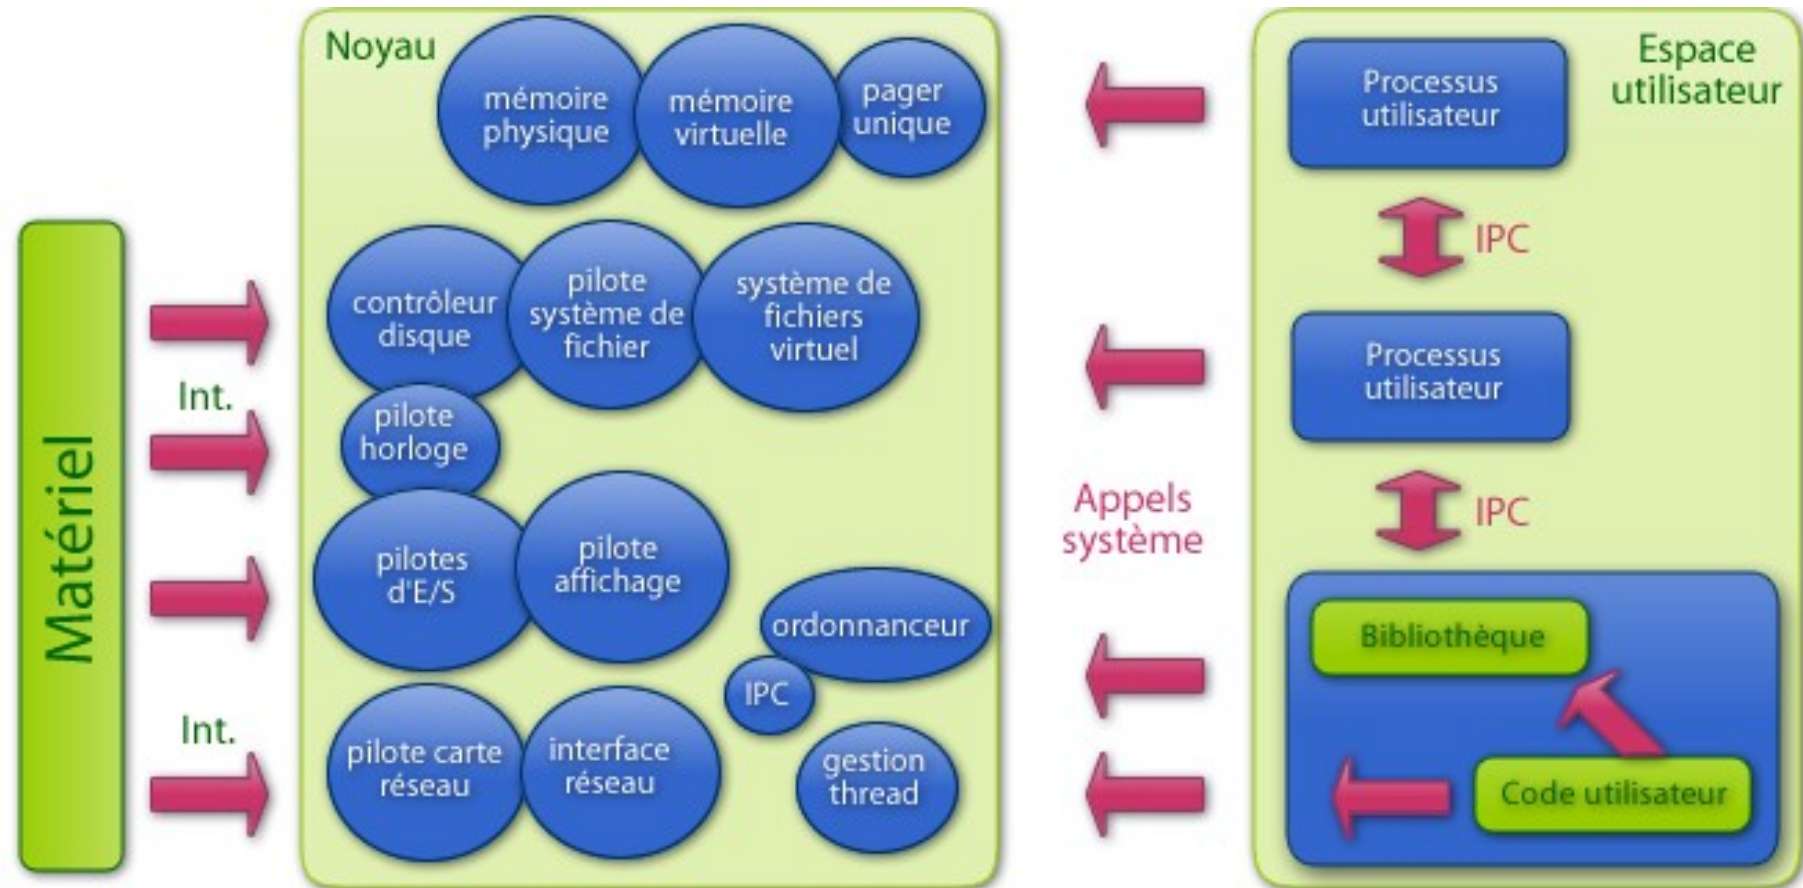 Noyau
mémoire
physique
mémoire
virtuelle
pager
unique
contrôleur
disque
pilote
système de
fichier
système de
fichiers
virtuel
pilote
horloge
pilotes
d'E/S
pilote
affichage
ordonnanceur
IPC
pilote carte
réseau
interface
réseau
gestion
thread
Matériel
Int.
Int.
Appels
système
Espace
utilisateur
Processus
utilisateur
IPC
Processus
utilisateur
IPC
Bibliothèque
Code utilisateur